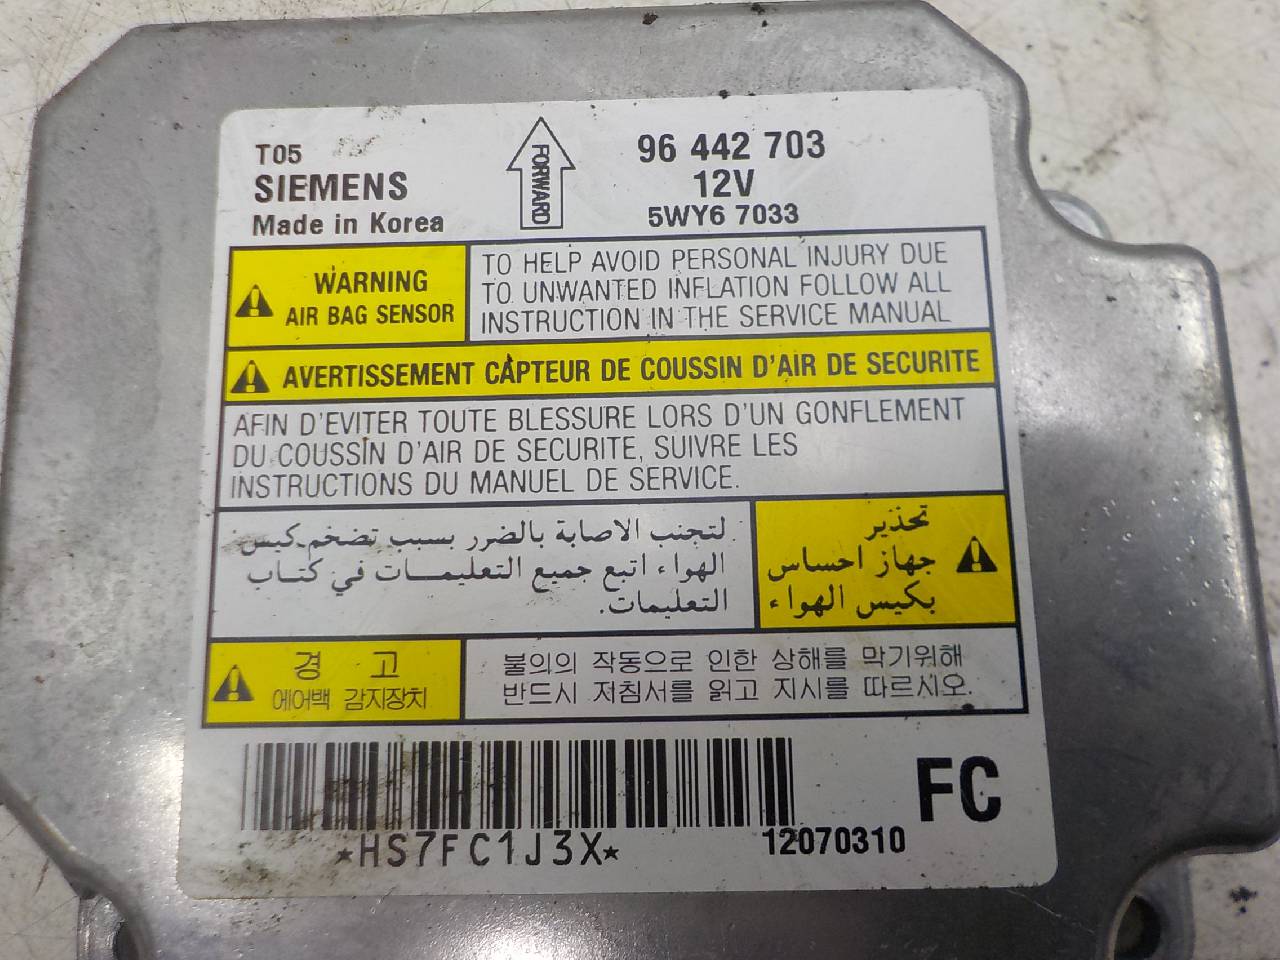 T05
SIEMENS
Made in Korea
FORWARD
96 442 703
12V
5WY6 7033
WARNING
AIR BAG SENSOR
TO HELP AVOID PERSONAL INJURY DUE
TO UNWANTED INFLATION FOLLOW ALL
INSTRUCTION IN THE SERVICE MANUAL
AVERTISSEMENT CAPTEUR DE COUSSIN D'AIR DE SECURITE
AFIN D'EVITER TOUTE BLESSURE LORS D'UN GONFLEMENT
DU COUSSIN D'AIR DE SECURITE, SUIVRE LES
INSTRUCTIONS DU MANUEL DE SERVICE.
تحذير
جهاز احساس
بكيس الهواء
لتجنب الاصابة بالضرر بسبب تضخم كيس
الهواء اتبع جميع التعليمات في كتاب
التعليمات.
경 고
에어백 감지장치
불의의 작동으로 인한 상해를 막기위해
반드시 저침서를 읽고 지시를 따르시오.
*HS7FC1J3X*
12070310
FC